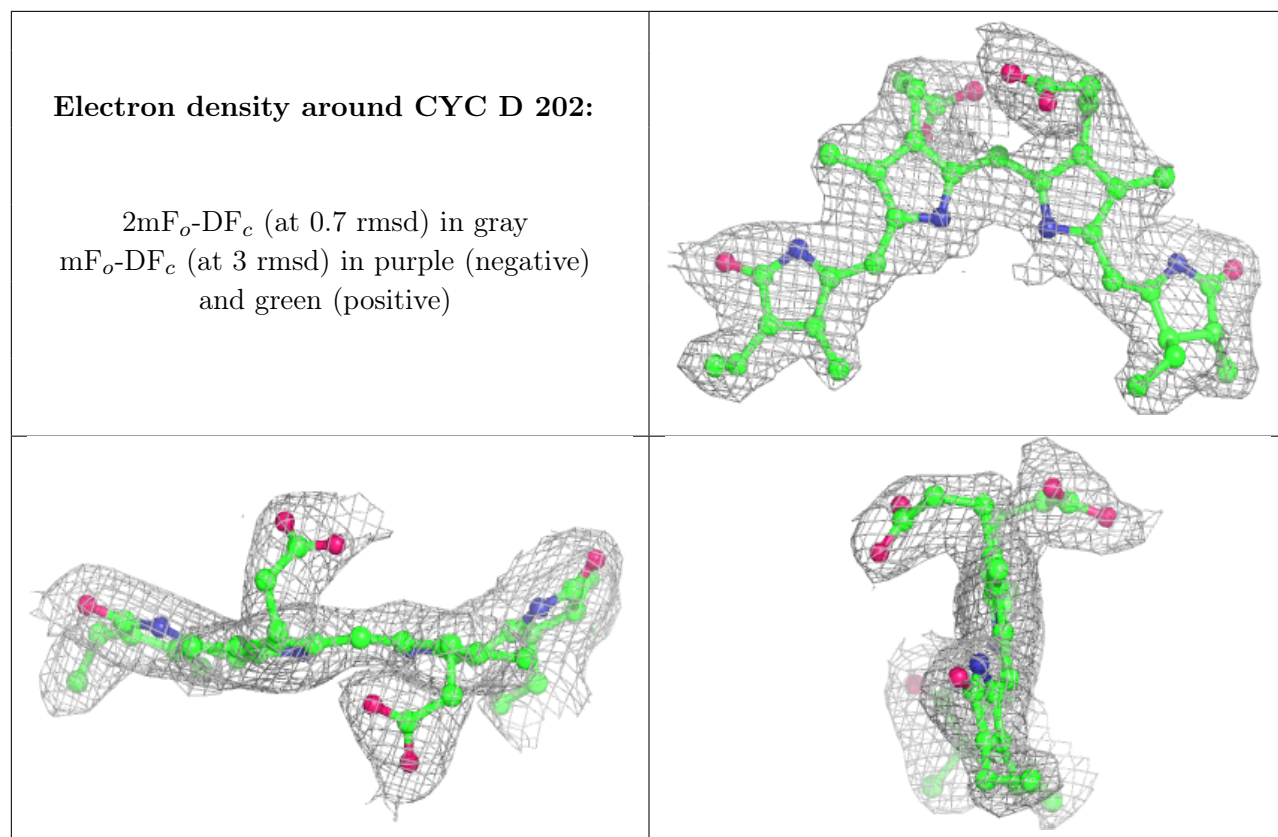 Electron density around CYC D 202:
2mFₒ-DF𝒸 (at 0.7 rmsd) in gray
mFₒ-DF𝒸 (at 3 rmsd) in purple (negative)
and green (positive)